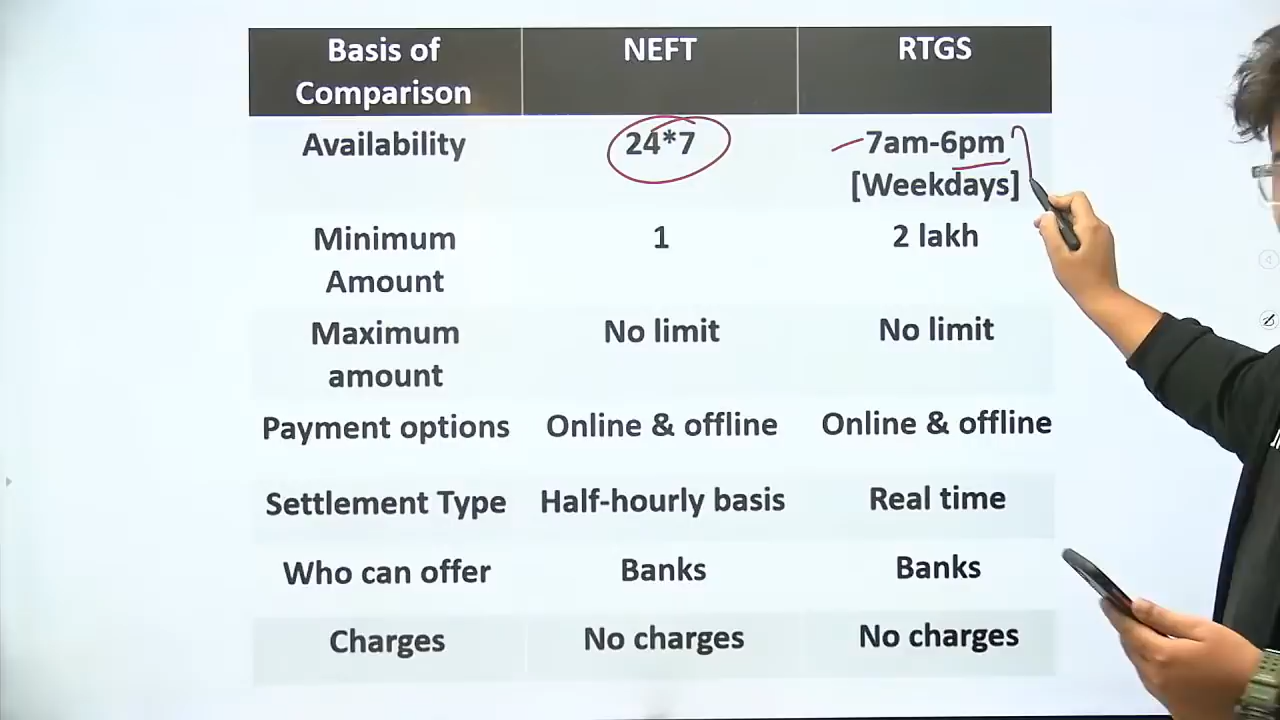 Basis of Comparison NEFT RTGS
Availability 24*7 7am-6pm
[Weekdays]
Minimum Amount 1 2 lakh
Maximum amount No limit No limit
Payment options Online & offline Online & offline
Settlement Type Half-hourly basis Real time
Who can offer Banks Banks
Charges No charges No charges